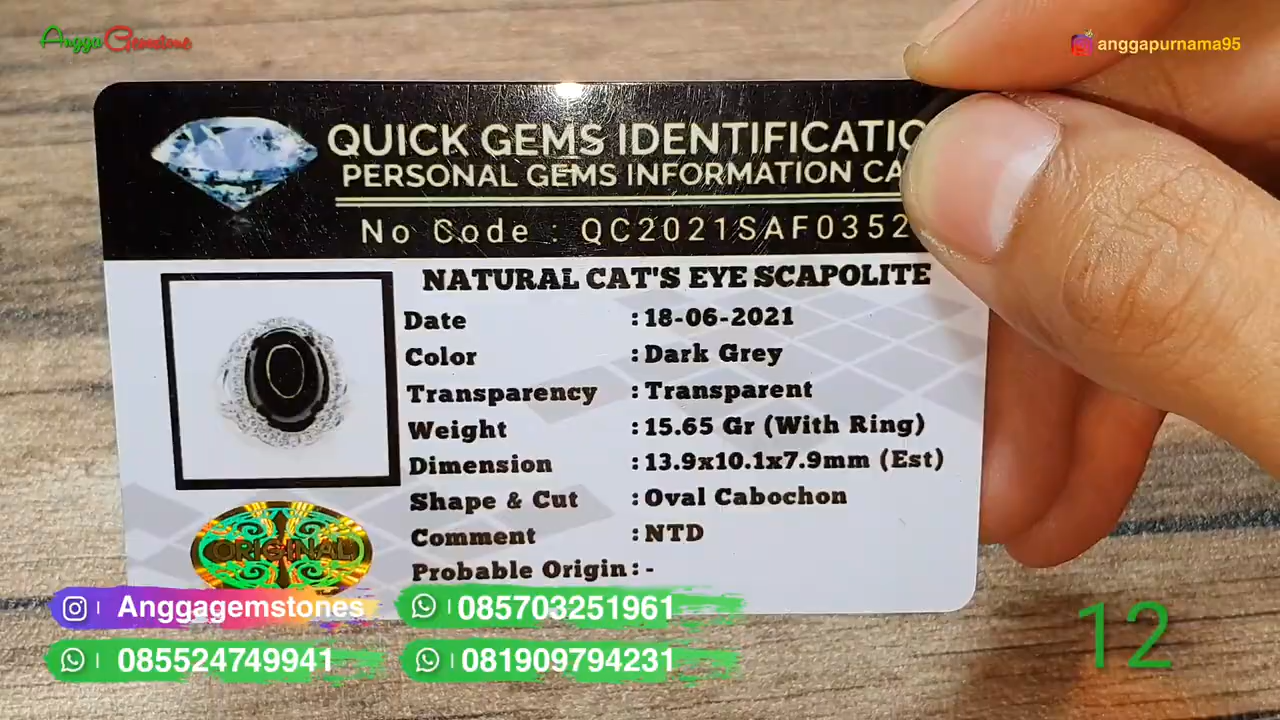 Angga Gemstone
anggapurnama95
QUICK GEMS IDENTIFICATIO
PERSONAL GEMS INFORMATION CA
No Code : QC2021SAF0352
NATURAL CAT'S EYE SCAPOLITE
Date : 18-06-2021
Color : Dark Grey
Transparency : Transparent
Weight : 15.65 Gr (With Ring)
Dimension : 13.9x10.1x7.9mm (Est)
Shape & Cut : Oval Cabochon
Comment : NTD
Probable Origin : -
ORIGINAL
Anggagemstones
085703251961
085524749941
081909794231
12